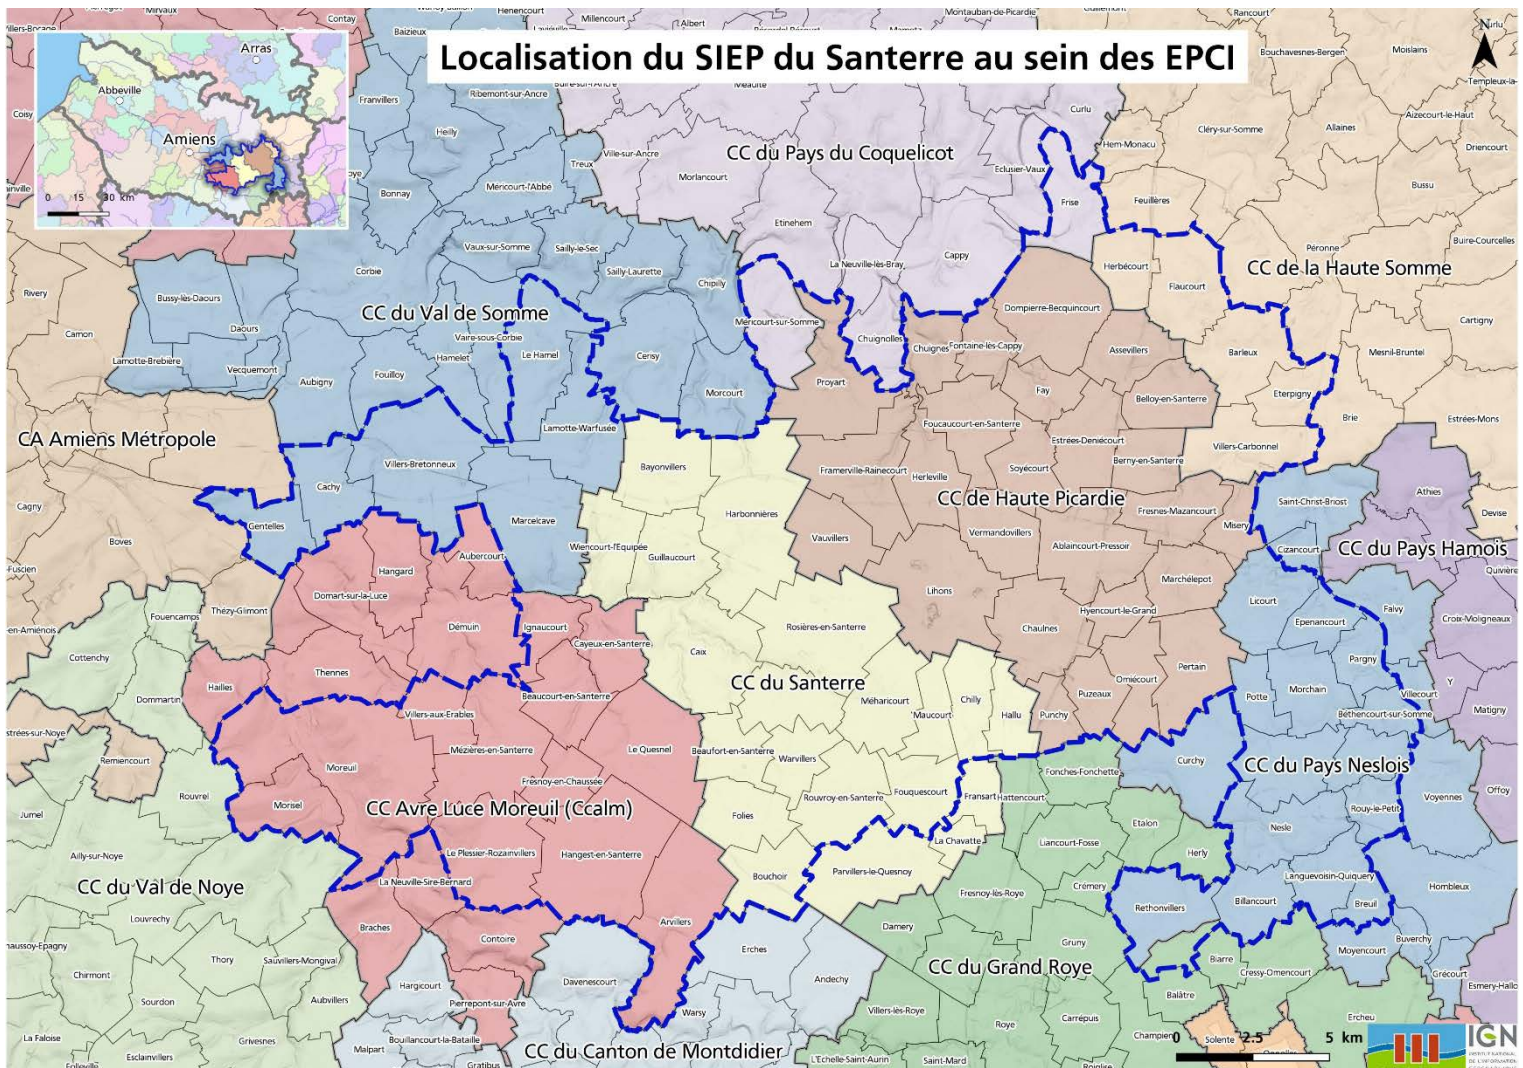 Localisation du SIEP du Santerre au sein des EPCI
Mirvaux
Contay
Baizieux
Henencourt
Millencourt
Albert
Montauban-de-Picardie
Rancourt
Curlu
N
Arras
Abbeville
Amiens
0 15 30 km
Coisy
Franvillers
Ribemont-sur-Ancre
Heilly
Treux
Ville-sur-Ancre
Morlancourt
Méricourt-l'Abbé
Bonnay
CC du Pays du Coquelicot
Curlu
Eclusier-Vaux
Frise
Hem-Monacu
Feuillères
Cléry-sur-Somme
Bouchavesnes-Bergen
Moislains
Allaines
Aizecourt-le-Haut
Driencourt
Bussu
Péronne
Buire-Courcelles
CC de la Haute Somme
Etinehem
La Neuville-lès-Bray
Cappy
Herbécourt
Flaucourt
Vaux-sur-Somme
Sailly-le-Sec
Sailly-Laurette
Chipilly
Corbie
Rivery
Bussy-lès-Daours
CC du Val de Somme
Camon
Daours
Vaire-sous-Corbie
Hamelet
Le Hamel
Lamotte-Brebière
Vecquemont
Aubigny
Fouilloy
Cerisy
Morcourt
Méricourt-sur-Somme
Chuignolles
Chuignes
Fontaine-lès-Cappy
Dompierre-Becquincourt
Assevillers
Barleux
Cartigny
Mesnil-Bruntel
Proyart
Fay
Belloy-en-Santerre
Eterpigny
Brie
Estrées-Mons
Villers-Carbonnel
CA Amiens Métropole
Lamotte-Warfusée
Foucaucourt-en-Santerre
Estrées-Deniécourt
Berny-en-Santerre
Villers-Bretonneux
Bayonvillers
Framerville-Rainecourt
Herleville
Soyécourt
Cachy
CC de Haute Picardie
Athies
Saint-Christ-Briost
Devise
Cagny
Gentelles
Marcelcave
Harbonnières
Fresnes-Mazancourt
Misery
Boves
Vauvillers
Vermandovillers
Ablaincourt-Pressoir
Wiencourt-l'Equipée
Guillaucourt
Cizancourt
CC du Pays Hamois
Aubercourt
Hangard
Domart-sur-la-Luce
Marchélepot
Lihons
Licourt
Falvy
Croix-Moligneaux
Thézy-Glimont
Fouencamps
Démuin
Ignaucourt
Rosières-en-Santerre
Hyencourt-le-Grand
Chaulnes
Epenancourt
Cayeux-en-Santerre
Caix
Cottenchy
Thennes
Pertain
Pargny
CC du Santerre
Omiécourt
Y
Hailles
Dommartin
Beaucourt-en-Santerre
Méharicourt
Chilly
Puzeaux
Potte
Morchain
Villecourt
Villers-aux-Erables
Maucourt
Hallu
Punchy
Béthencourt-sur-Somme
Matigny
Remiencourt
Mézières-en-Santerre
Le Quesnel
Beaufort-en-Santerre
Warvillers
Curchy
CC du Pays Neslois
Moreuil
Fresnoy-en-Chaussée
Fonches-Fonchette
Rouvroy-en-Santerre
Fouquescourt
Fransart
Hattencourt
Rouvrel
Morisel
CC Avre Luce Moreuil (Ccalm)
Folies
Rouy-le-Petit
Voyennes
Offoy
Jumel
Etalon
Nesle
La Chavatte
Liancourt-Fosse
Ailly-sur-Noye
Le Plessier-Rozainvillers
Hangest-en-Santerre
Herly
CC du Val de Noye
La Neuville-Sire-Bernard
Bouchoir
Parvillers-le-Quesnoy
Crémery
Languevoisin-Quiquery
Hombleux
Fresnoy-lès-Roye
Rethonvillers
Billancourt
Breuil
Louvrechy
Braches
Contoire
Arvillers
Damery
Gruny
Thory
Sauvillers-Mongival
Erches
CC du Grand Roye
Biarre
Moyencourt
Buverchy
Chirmont
Cressy-Omencourt
Grécourt
Hargicourt
Davenescourt
Andechy
Esmery-Hallon
Sourdon
Aubvillers
Pierrepont-sur-Avre
Warsy
Villers-lès-Roye
Balâtre
Roye
Carrépuis
Ercheu
La Faloise
Grivesnes
Bouillancourt-la-Bataille
Champien
Solente
Esclainvillers
Malpart
CC du Canton de Montdidier
L'Echelle-Saint-Aurin
Saint-Mard
Gratibus
0 2.5 5 km
IGN